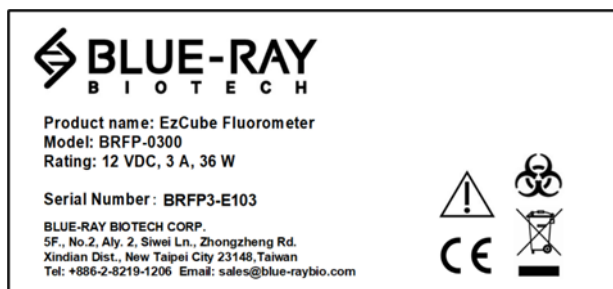 BLUE-RAY
BIOTECH
Product name: EzCube Fluorometer
Model: BRFP-0300
Rating: 12 VDC, 3 A, 36 W
Serial Number : BRFP3-E103
BLUE-RAY BIOTECH CORP.
5F., No.2, Aly. 2, Siwei Ln., Zhongzheng Rd.
Xindian Dist., New Taipei City 23148,Taiwan
Tel: +886-2-8219-1206 Email: sales@blue-raybio.com
CE